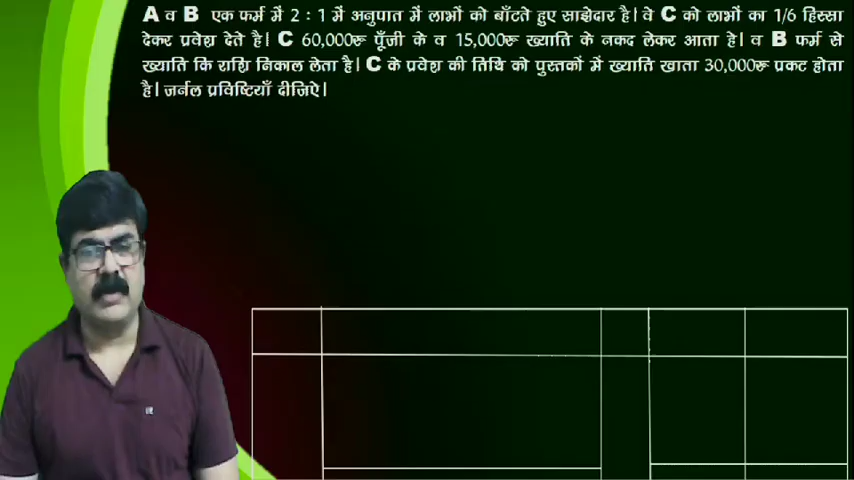 A व B एक फर्म में 2 : 1 में अनुपात में लाभों को बाँटते हुए साझेदार है। वे C को लाभों का 1/6 हिस्सा
देकर प्रवेश देते है। C 60,000रू पूँजी के व 15,000रू ख्याति के नकद लेकर आता हे। व B फर्म से
ख्याति कि राशि निकाल लेता है। C के प्रवेश की तिथि को पुस्तकों में ख्याति खाता 30,000रू प्रकट होता
है। जर्नल प्रविष्टियाँ दीजिऐ।